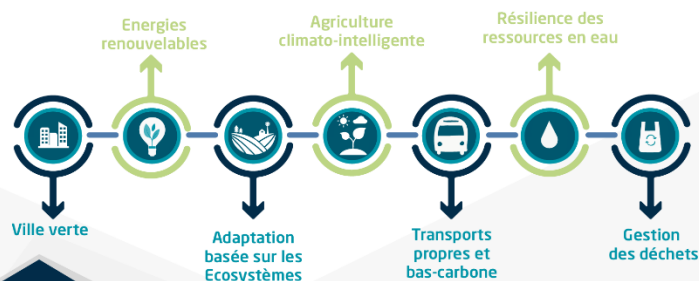 Energies
renouvelables
Agriculture
climato-intelligente
Résilience des
ressources en eau
Ville verte
Adaptation
basée sur les
Ecosystèmes
Transports
propres et
bas-carbone
Gestion
des déchets